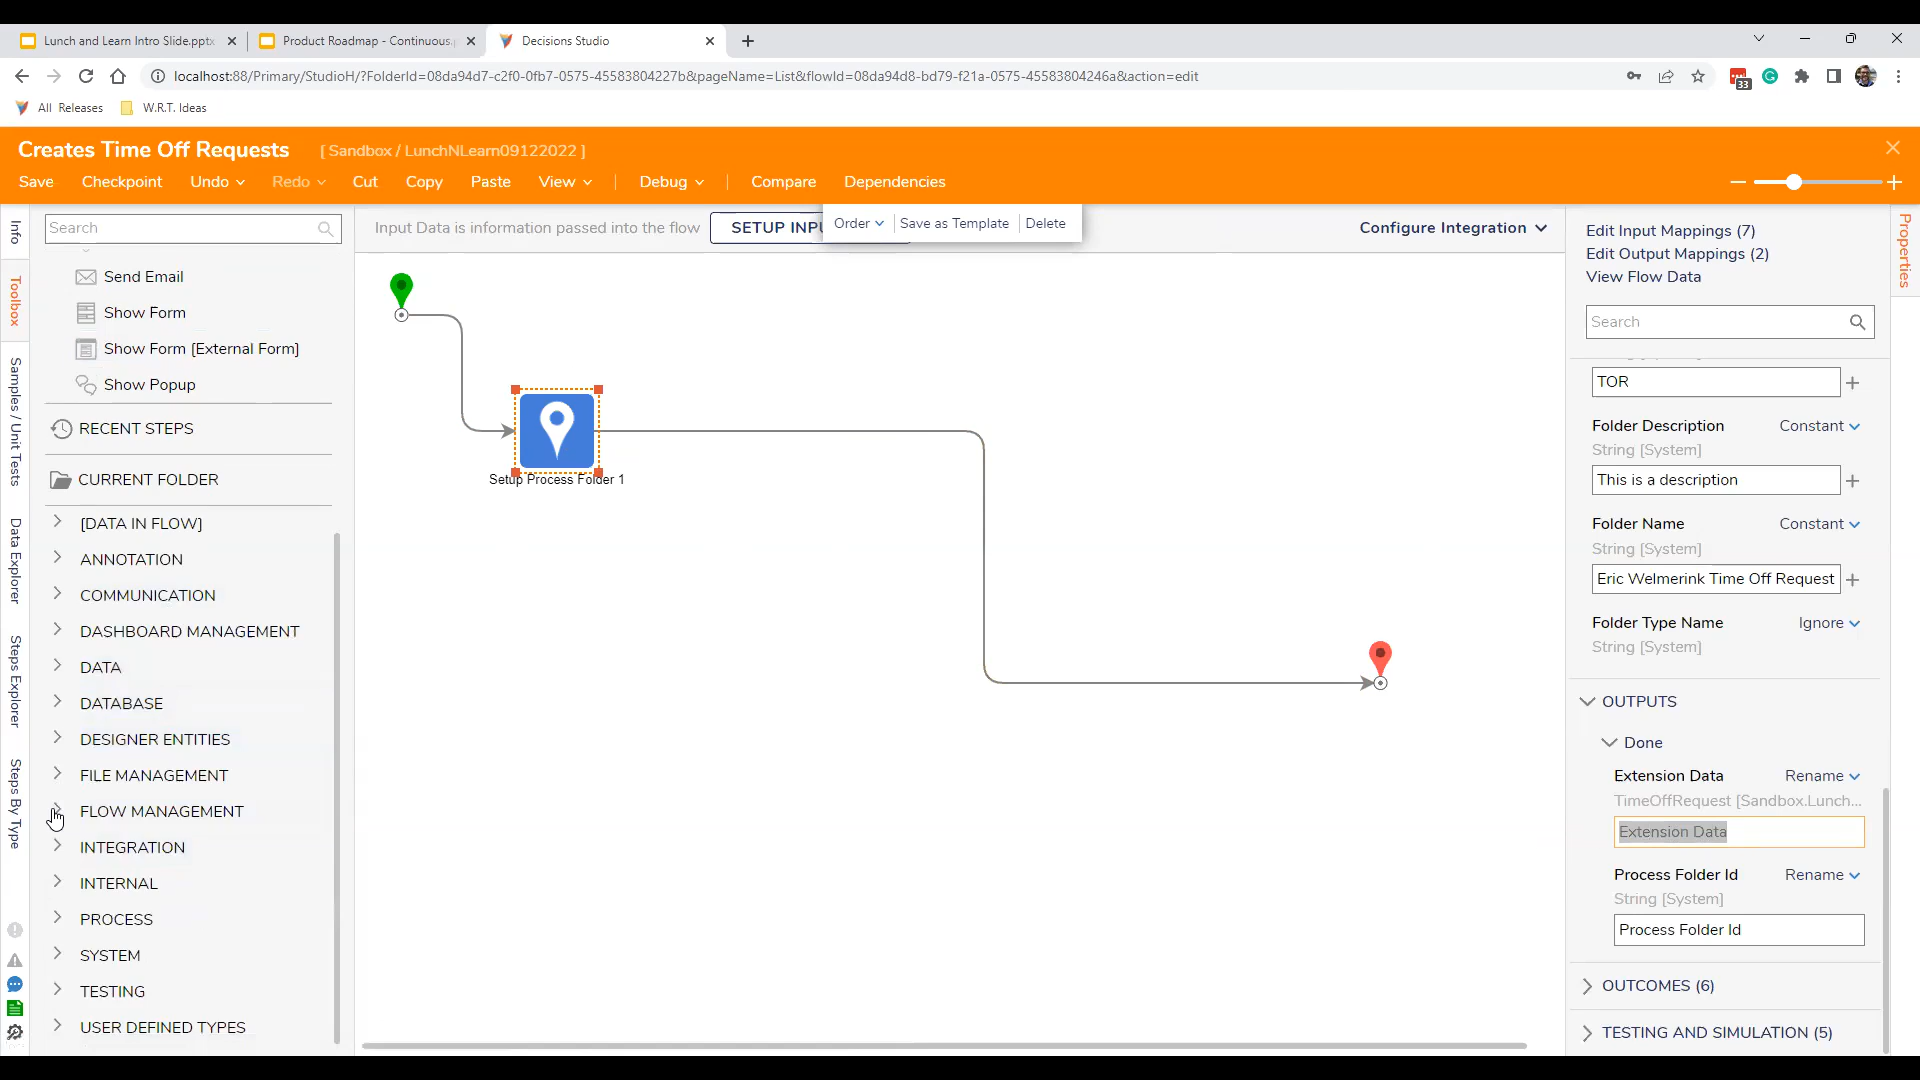 Lunch and Learn Intro Slide.pptx
Product Roadmap - Continuous.p
Decisions Studio
localhost:88/Primary/StudioH/?FolderId=08da94d7-c2f0-0fb7-0575-45583804227b&pageName=List&flowId=08da94d8-bd79-f21a-0575-45583804246a&action=edit
33
All Releases
W.R.T. Ideas
Creates Time Off Requests
[ Sandbox / LunchNLearn09122022 ]
Save
Checkpoint
Undo
Redo
Cut
Copy
Paste
View
Debug
Compare
Dependencies
Info
Toolbox
Samples / Unit Tests
Data Explorer
Steps Explorer
Steps By Type
Search
Send Email
Show Form
Show Form [External Form]
Show Popup
RECENT STEPS
CURRENT FOLDER
[DATA IN FLOW]
ANNOTATION
COMMUNICATION
DASHBOARD MANAGEMENT
DATA
DATABASE
DESIGNER ENTITIES
FILE MANAGEMENT
FLOW MANAGEMENT
INTEGRATION
INTERNAL
PROCESS
SYSTEM
TESTING
USER DEFINED TYPES
Input Data is information passed into the flow
SETUP INPU
Order
Save as Template
Delete
Configure Integration
Setup Process Folder 1
Edit Input Mappings (7)
Edit Output Mappings (2)
View Flow Data
Properties
Search
TOR
Folder Description
Constant
String [System]
This is a description
Folder Name
Constant
String [System]
Eric Welmerink Time Off Request
Folder Type Name
Ignore
String [System]
OUTPUTS
Done
Extension Data
Rename
TimeOffRequest [Sandbox.Lunch...
Extension Data
Process Folder Id
Rename
String [System]
Process Folder Id
OUTCOMES (6)
TESTING AND SIMULATION (5)